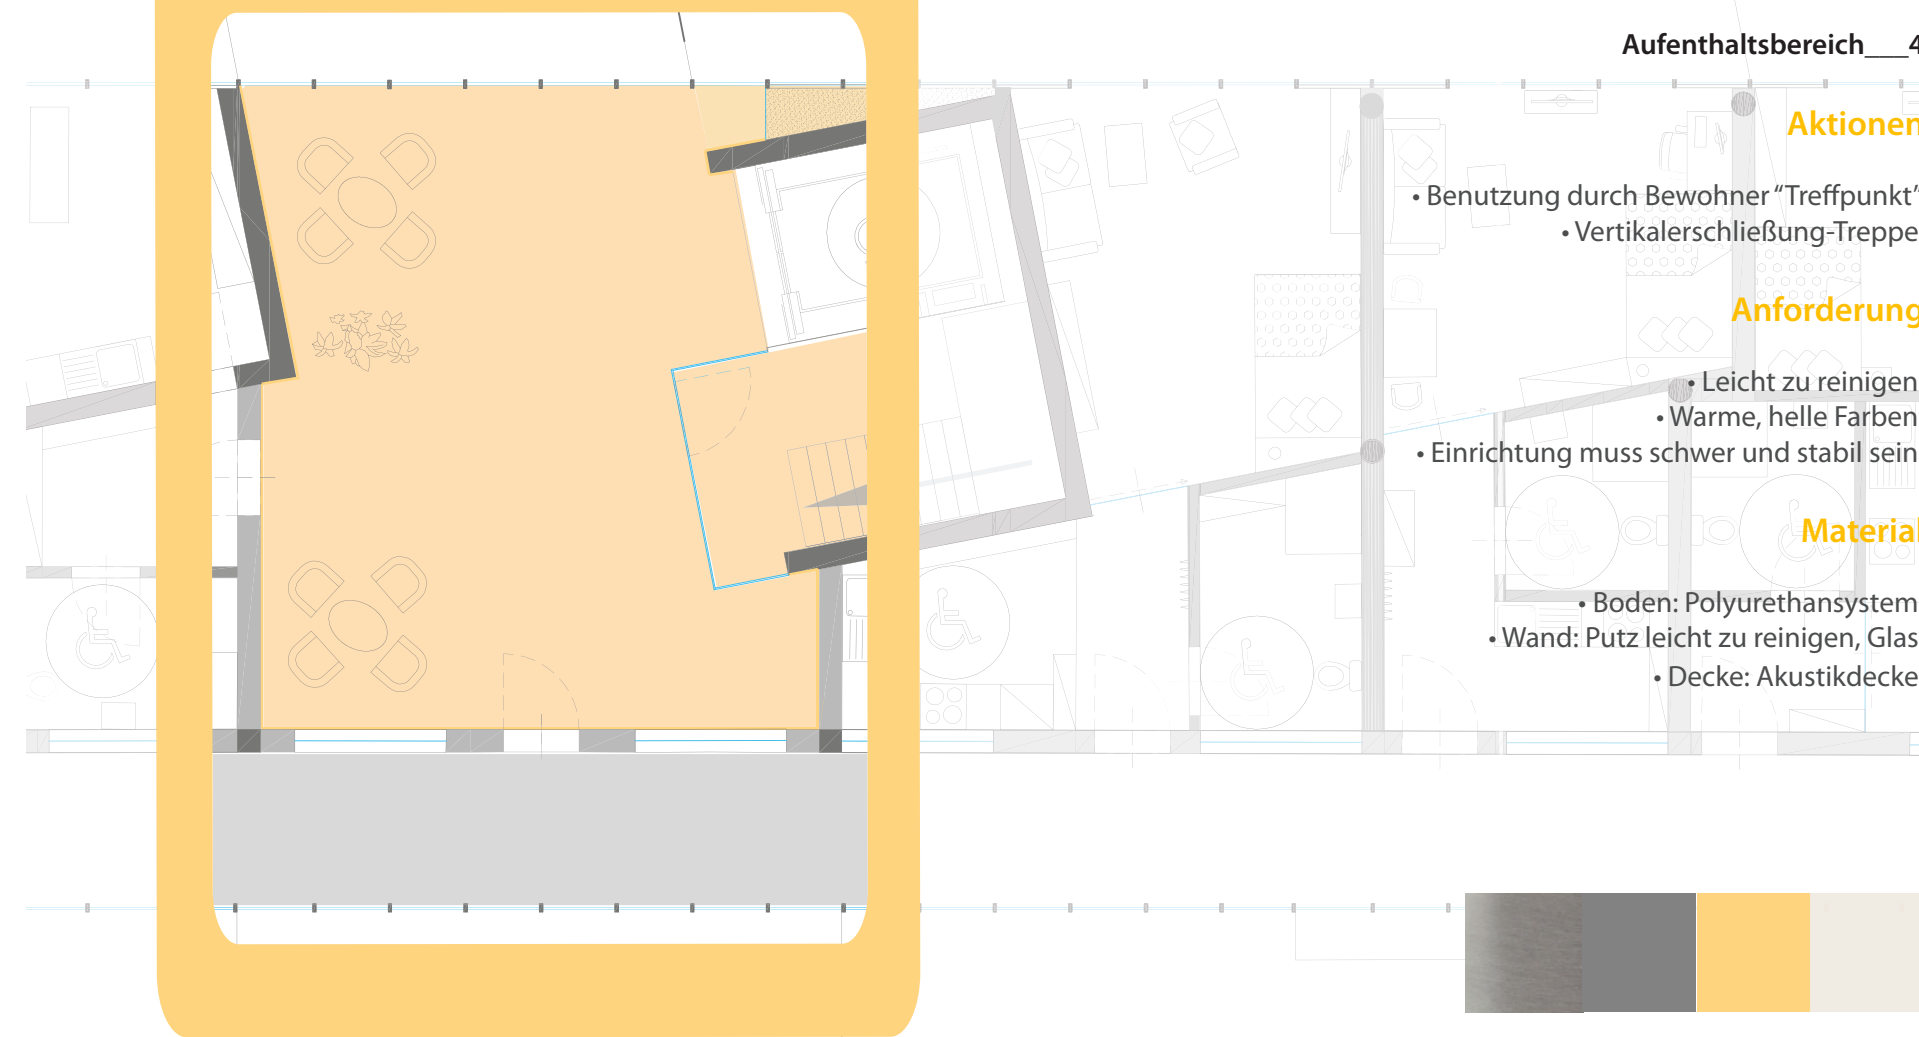 Aufenthaltsbereich___4
Aktionen
• Benutzung durch Bewohner “Treffpunkt”
• Vertikalerschließung-Treppe
Anforderung
• Leicht zu reinigen
• Warme, helle Farben
• Einrichtung muss schwer und stabil sein
Material
• Boden: Polyurethansystem
• Wand: Putz leicht zu reinigen, Glas
• Decke: Akustikdecke